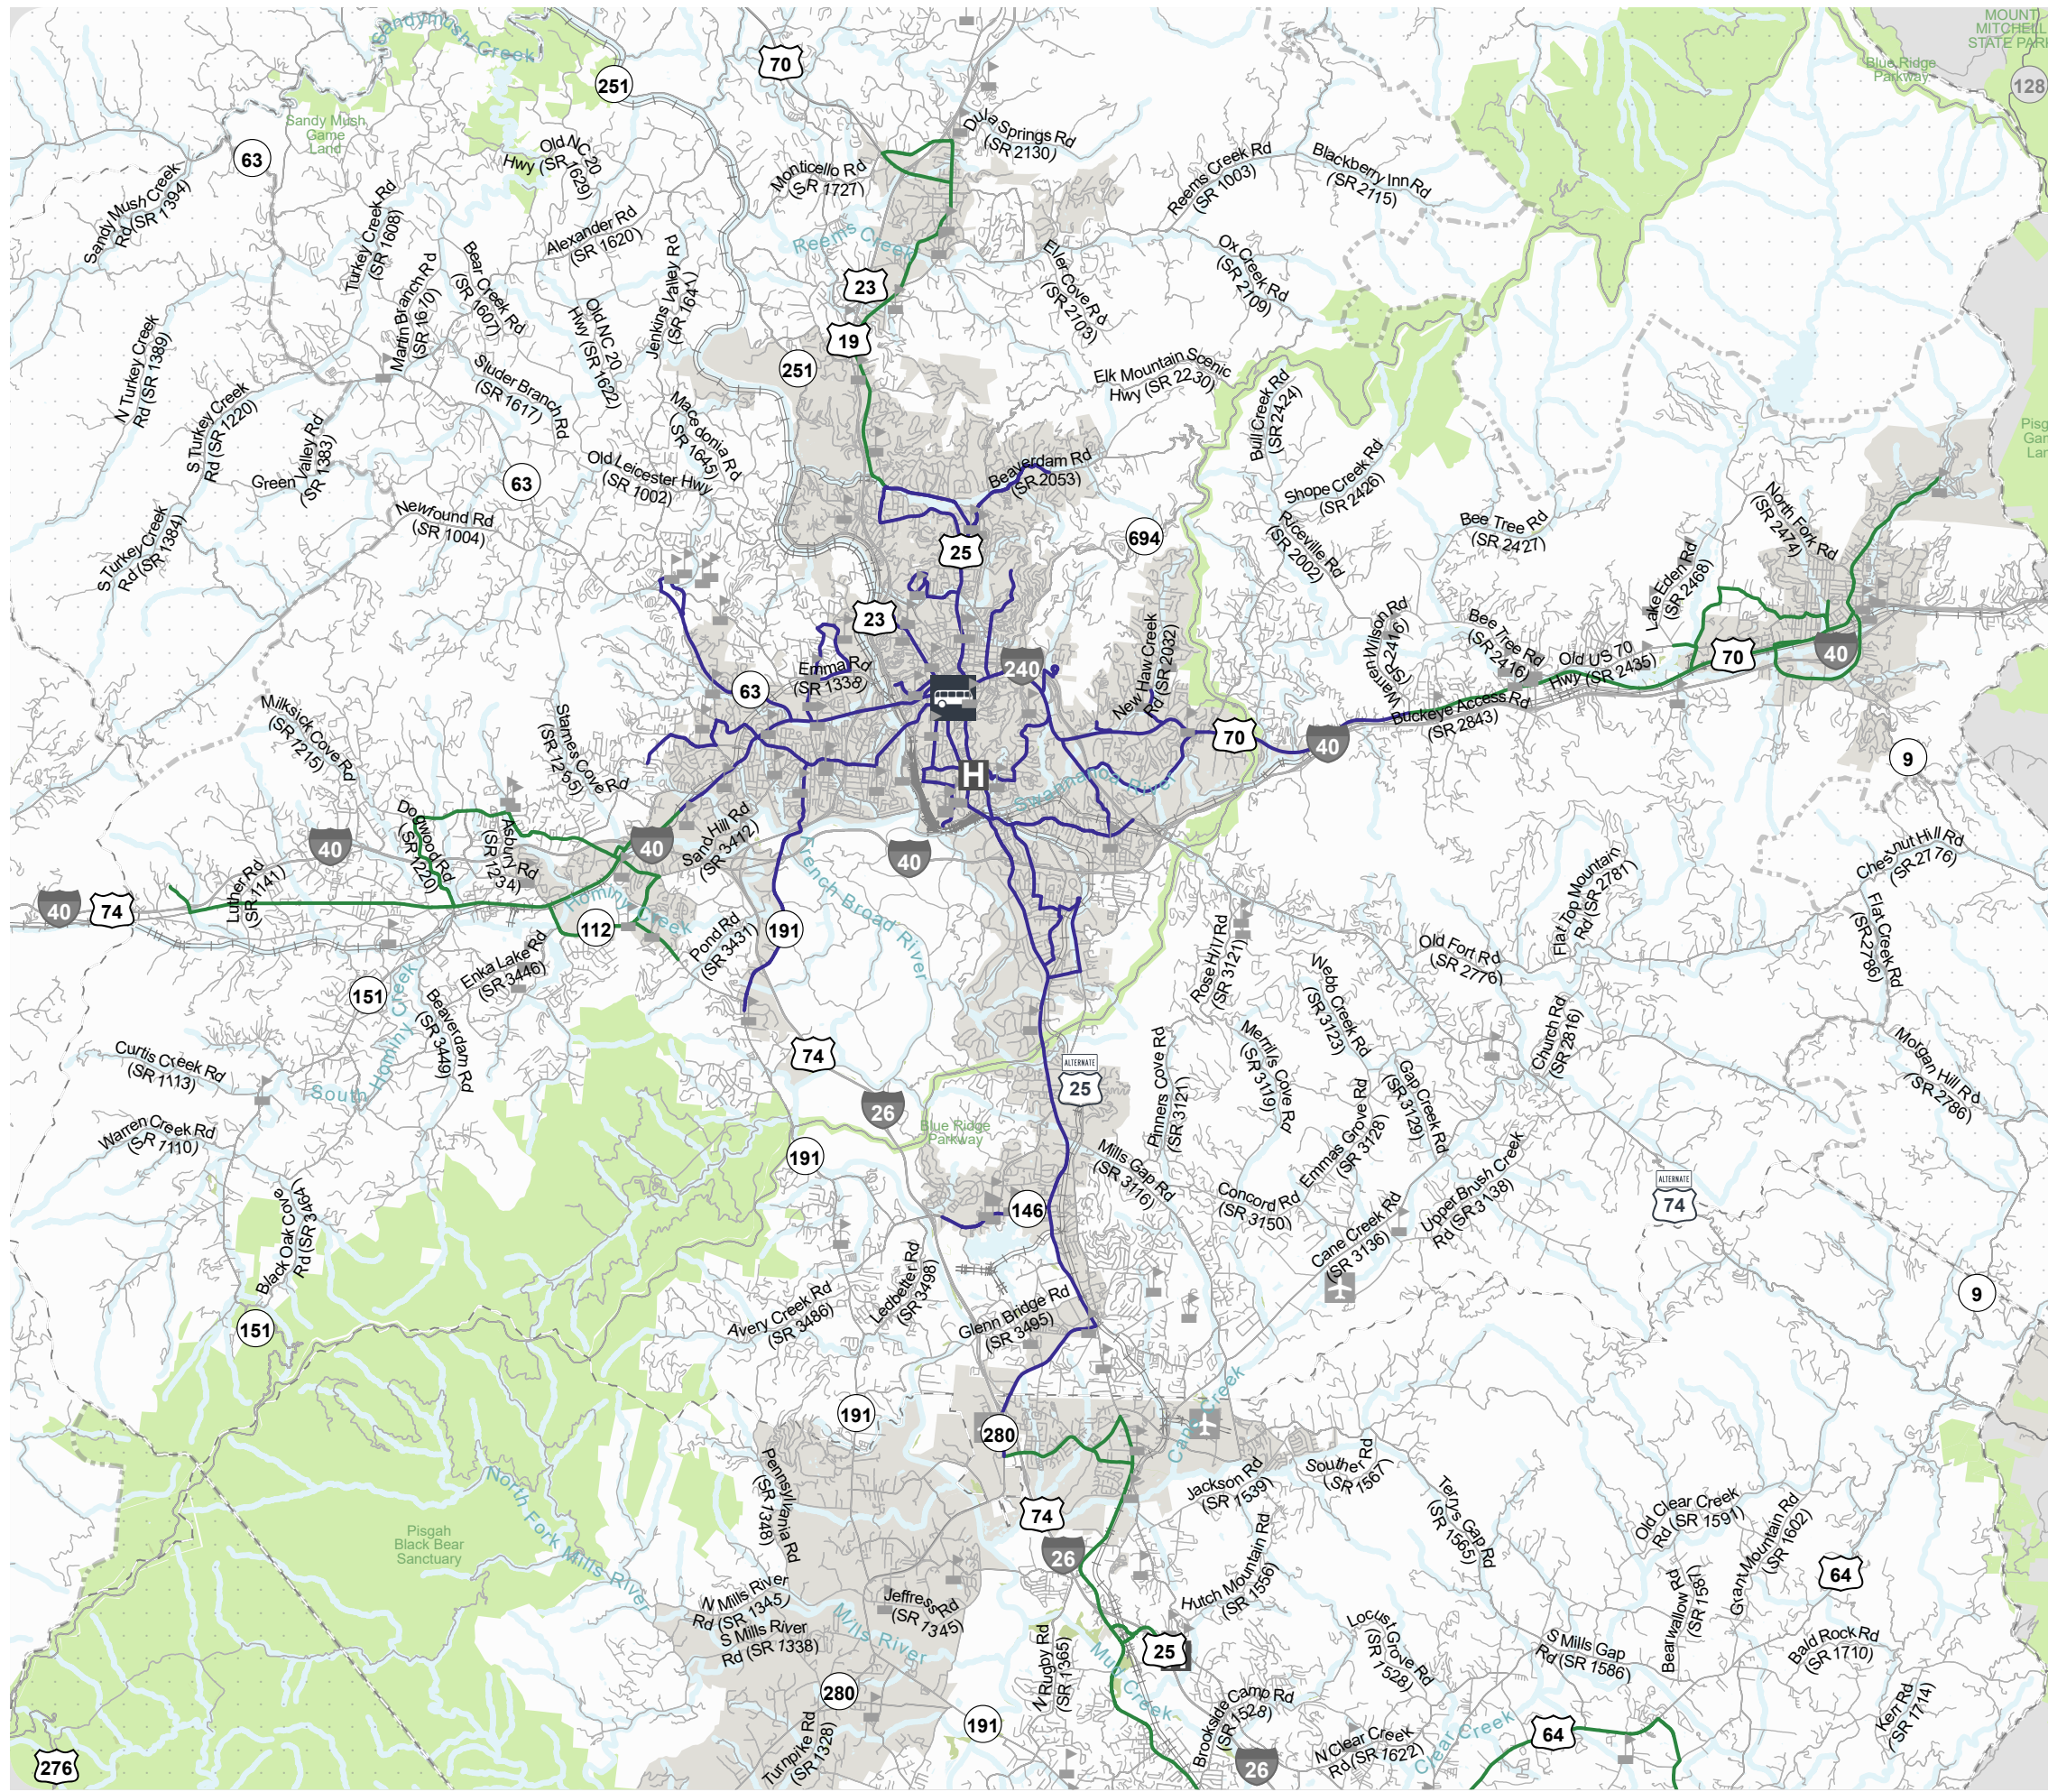 MOUNT
MITCHELL
STATE PARK
Sandymush Creek
70
Blue Ridge
Parkway
251
128
Sandy Mush
Game
Land
Dula Springs Rd
(SR 2130)
63
Old NC 20
Hwy (SR 1629)
Monticello Rd
(SR 1727)
Reems Creek Rd
(SR 1003)
Blackberry Inn Rd
(SR 2715)
Sandy Mush Creek
Rd (SR 1394)
Turkey Creek Rd
(SR 1608)
Alexander Rd
(SR 1620)
Reems Creek
Martin Branch Rd
(SR 1610)
Bear Creek Rd
(SR 1607)
Jenkins Valley Rd
(SR 1641)
Eller Cove Rd
(SR 2703)
Ox Creek Rd
(SR 2709)
23
Old NC 20
Hwy (SR 1622)
19
N Turkey Creek
Rd (SR 1389)
251
Sluder Branch Rd
(SR 1617)
Elk Mountain Scenic
Hwy (SR 2230)
S Turkey Creek
Rd (SR 1220)
Macedonia Rd
(SR 1645)
Bull Creek Rd
(SR 2424)
Green Valley Rd
(SR 1383)
63
Old Leicester Hwy
(SR 1002)
Beaverdam Rd
(SR 2053)
Shope Creek Rd
(SR 2426)
North Fork Rd
(SR 2474)
Newfound Rd
(SR 1004)
S Turkey Creek
Rd (SR 1384)
25
694
Riceville Rd
(SR 2002)
Bee Tree Rd
(SR 2427)
Lake Eden Rd
(SR 2468)
23
New Haw Creek
Rd (SR 2032)
Warren Wilson Rd
(SR 2416)
Bee Tree Rd
(SR 2416)
Old US 70
Hwy (SR 2435)
70
40
Emma Rd
(SR 1338)
240
63
Buckeye Access Rd
(SR 2843)
Milksick Cove Rd
(SR 1215)
Starnes Cove Rd
(SR 1255)
70
40
9
H
Swannanoa River
Dogwood Rd
(SR 1220)
Asbury Rd
(SR 1234)
Sand Hill Rd
(SR 3412)
40
40
40
French Broad River
Chestnut Hill Rd
(SR 2776)
Luther Rd
(SR 1141)
Flat Top Mountain
Rd (SR 2781)
40
74
Hominy Creek
112
191
Pond Rd
(SR 3431)
Rose Hill Rd
(SR 3121)
Old Fort Rd
(SR 2776)
Flat Creek Rd
(SR 2786)
Enka Lake Rd
(SR 3446)
151
Beaverdam Rd
(SR 3449)
Webb Creek Rd
(SR 3123)
Church Rd
(SR 2816)
South Hominy Creek
Curtis Creek Rd
(SR 1113)
74
ALTERNATE
25
Pinners Cove Rd
(SR 3121)
Merrills Cove Rd
(SR 3119)
Gap Creek Rd
(SR 3129)
Morgan Hill Rd
(SR 2786)
26
Blue Ridge
Parkway
Warren Creek Rd
(SR 1110)
191
Mills Gap Rd
(SR 3116)
Emmas Grove Rd
(SR 3128)
Concord Rd
(SR 3150)
Upper Brush Creek
Rd (SR 3138)
ALTERNATE
74
Black Oak Cove
Rd (SR 3464)
146
Cane Creek Rd
(SR 3136)
Ledbetter Rd
(SR 3498)
Avery Creek Rd
(SR 3486)
Glenn Bridge Rd
(SR 3495)
9
151
191
280
Cane Creek
Pennsylvania Rd
(SR 1348)
Jackson Rd
(SR 1539)
Souther Rd
(SR 1567)
North Fork Mills River
Terrys Gap Rd
(SR 1565)
Old Clear Creek
Rd (SR 1591)
Grant Mountain Rd
(SR 1602)
Pisgah
Black Bear
Sanctuary
74
26
64
Hutch Mountain Rd
(SR 1556)
Bearwallow Rd
(SR 1587)
N Mills River
Rd (SR 1345)
S Mills River
Rd (SR 1338)
Jeffress Rd
(SR 1345)
Mills River
Locust Grove Rd
(SR 1528)
S Mills Gap
Rd (SR 1586)
Bald Rock Rd
(SR 1710)
N Rugby Rd
(SR 1365)
25
Mud Creek
280
191
Brookside Camp Rd
(SR 1528)
Kerr Rd
(SR 1714)
Turnpike Rd
(SR 1328)
N Clear Creek
Rd (SR 1622)
Clear Creek
64
276
26